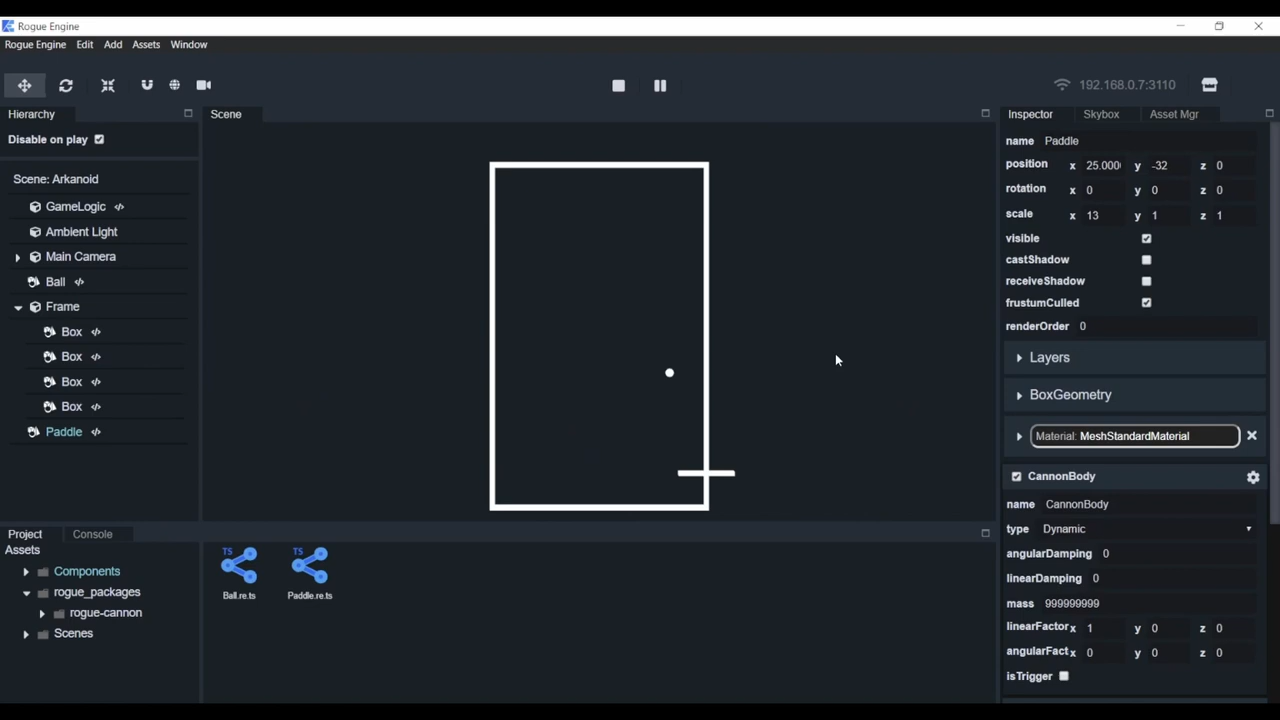 Rogue Engine
Rogue Engine Edit Add Assets Window
192.168.0.7:3110
Hierarchy
Disable on play
Scene: Arkanoid
GameLogic
Ambient Light
Main Camera
Ball
Frame
Box
Box
Box
Box
Paddle
Scene
Inspector Skybox Asset Mgr
name Paddle
position x 25.000 y -32 z 0
rotation x 0 y 0 z 0
scale x 13 y 1 z 1
visible
castShadow
receiveShadow
frustumCulled
renderOrder 0
Layers
BoxGeometry
Material: MeshStandardMaterial
CannonBody
name CannonBody
type Dynamic
angularDamping 0
linearDamping 0
mass 999999999
linearFactor x 1 y 0 z 0
angularFact x 0 y 0 z 0
isTrigger
Project Console
Assets
Components
rogue_packages
rogue-cannon
Scenes
TS
Ball.re.ts
TS
Paddle.re.ts